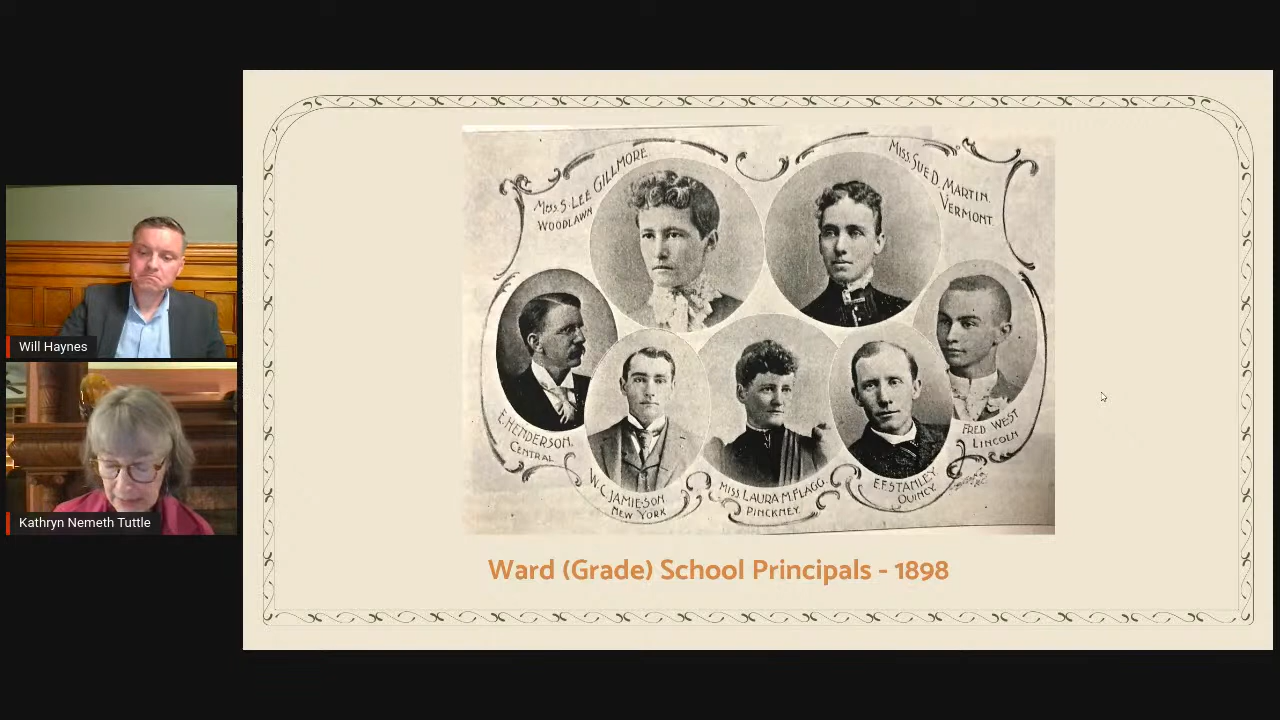 Will Haynes
Kathryn Nemeth Tuttle
MISS. S. LEE GILLMORE
WOODLAWN
MISS. SUE D. MARTIN.
VERMONT.
E. HENDERSON.
CENTRAL
W. C. JAMIESON
NEW YORK
MISS LAURA M. FLAGG.
PINCKNEY.
E.F. STANLEY
QUINCY.
FRED WEST
LINCOLN
Ward (Grade) School Principals - 1898